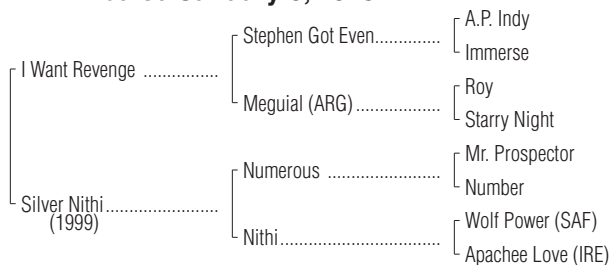 Stephen Got Even
A.P. Indy
Immerse
I Want Revenge
Meguial (ARG)
Roy
Starry Night
Numerous
Mr. Prospector
Number
Silver Nithi
(1999)
Nithi
Wolf Power (SAF)
Apachee Love (IRE)